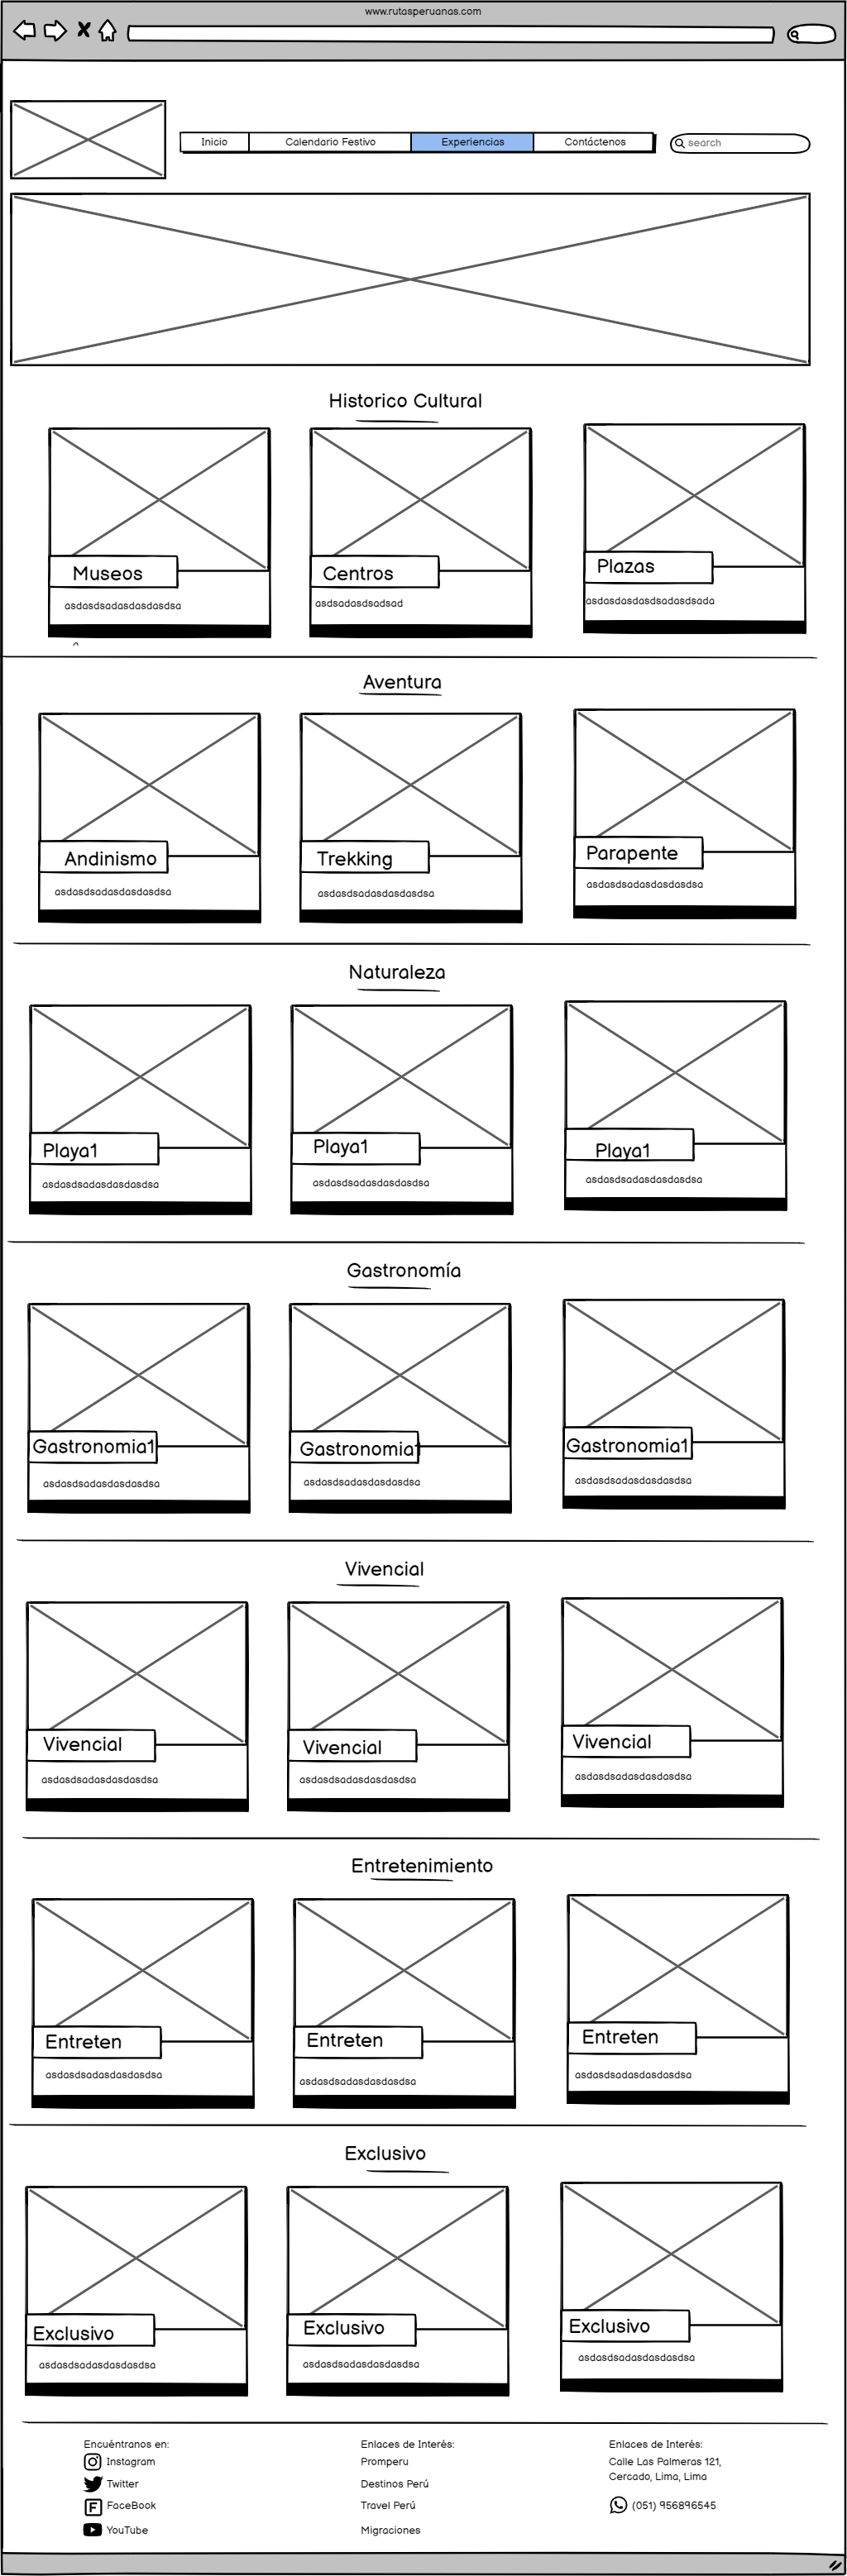 www.rutasperuanas.com
Inicio Calendario Festivo Experiencias Contáctenos search
Historico Cultural
Museos Centros Plazas
asdasdsadasdasdasdsa asdsadasdsadsad asdasdasdasdsadasdsada
Aventura
Andinismo Trekking Parapente
asdasdsadasdasdasdsa asdasdsadasdasdasdsa asdasdsadasdasdasdsa
Naturaleza
Playa1 Playa1 Playa1
asdasdsadasdasdasdsa asdasdsadasdasdasdsa asdasdsadasdasdasdsa
Gastronomía
Gastronomia1 Gastronomia1 Gastronomia1
asdasdsadasdasdasdsa asdasdsadasdasdasdsa asdasdsadasdasdasdsa
Vivencial
Vivencial Vivencial Vivencial
asdasdsadasdasdasdsa asdasdsadasdasdasdsa asdasdsadasdasdasdsa
Entretenimiento
Entreten Entreten Entreten
asdasdsadasdasdasdsa asdasdsadasdasdasdsa asdasdsadasdasdasdsa
Exclusivo
Exclusivo Exclusivo Exclusivo
asdasdsadasdasdasdsa asdasdsadasdasdasdsa asdasdsadasdasdasdsa
Encuéntranos en:
Instagram
Twitter
FaceBook
YouTube
Enlaces de Interés:
Promperu
Destinos Perú
Travel Perú
Migraciones
Enlaces de Interés:
Calle Las Palmeras 121,
Cercado, Lima, Lima
(051) 956896545